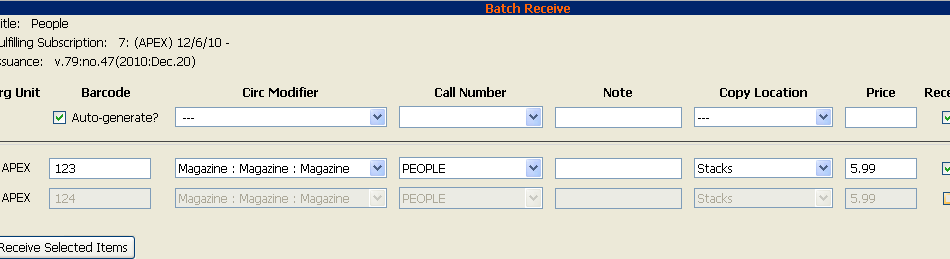 Batch Receive
itle: People
ulfilling Subscription: 7: (APEX) 12/6/10 -
ssuance: v.79:no.47(2010:Dec.20)
rg Unit Barcode Circ Modifier Call Number Note Copy Location Price Rece
Auto-generate? --- ---
APEX 123 Magazine : Magazine : Magazine PEOPLE Stacks 5.99
APEX 124 Magazine : Magazine : Magazine PEOPLE Stacks 5.99
Receive Selected Items